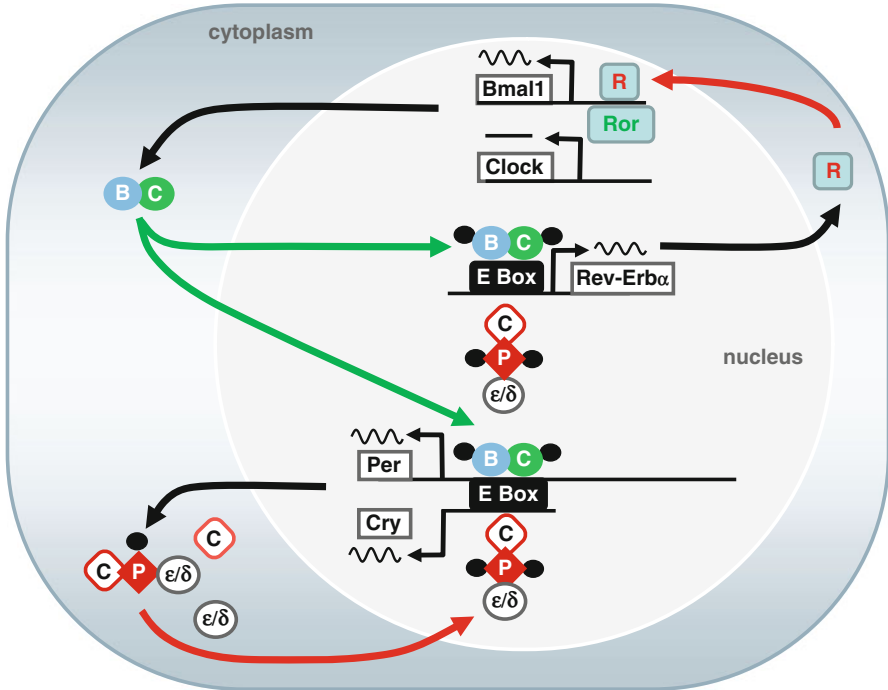 cytoplasm
R
Bmal1
Ror
Clock
R
B C
B C
E Box
Rev-Erbα
C
P
ε/δ
nucleus
Per
B C
E Box
Cry
C
P
ε/δ
C
C P ε/δ
ε/δ